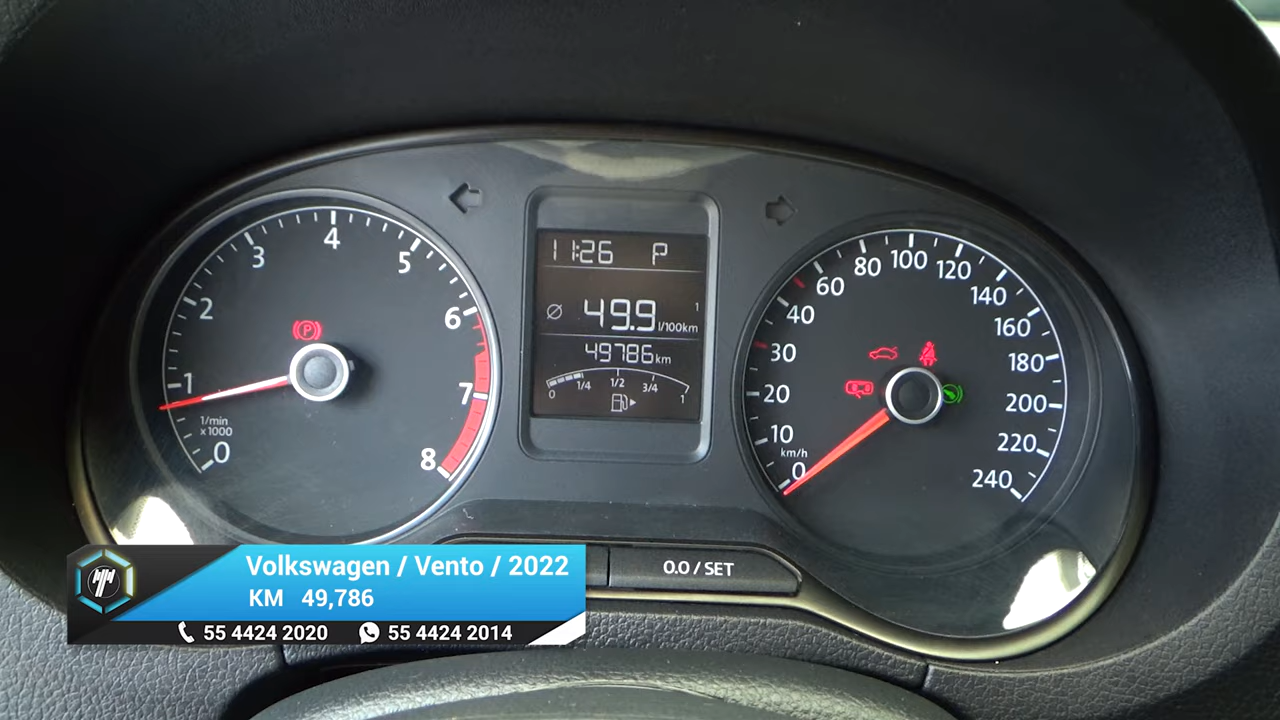 11:26 P
1
Ø 49.9 l/100km
49786 km
0 1/4 1/2 3/4 1
0 1 2 3 4 5 6 7 8
1/min
x1000
(P)
0 10 20 30 40 60 80 100 120 140 160 180 200 220 240
km/h
0.0 / SET
Volkswagen / Vento / 2022
KM 49,786
55 4424 2020 55 4424 2014